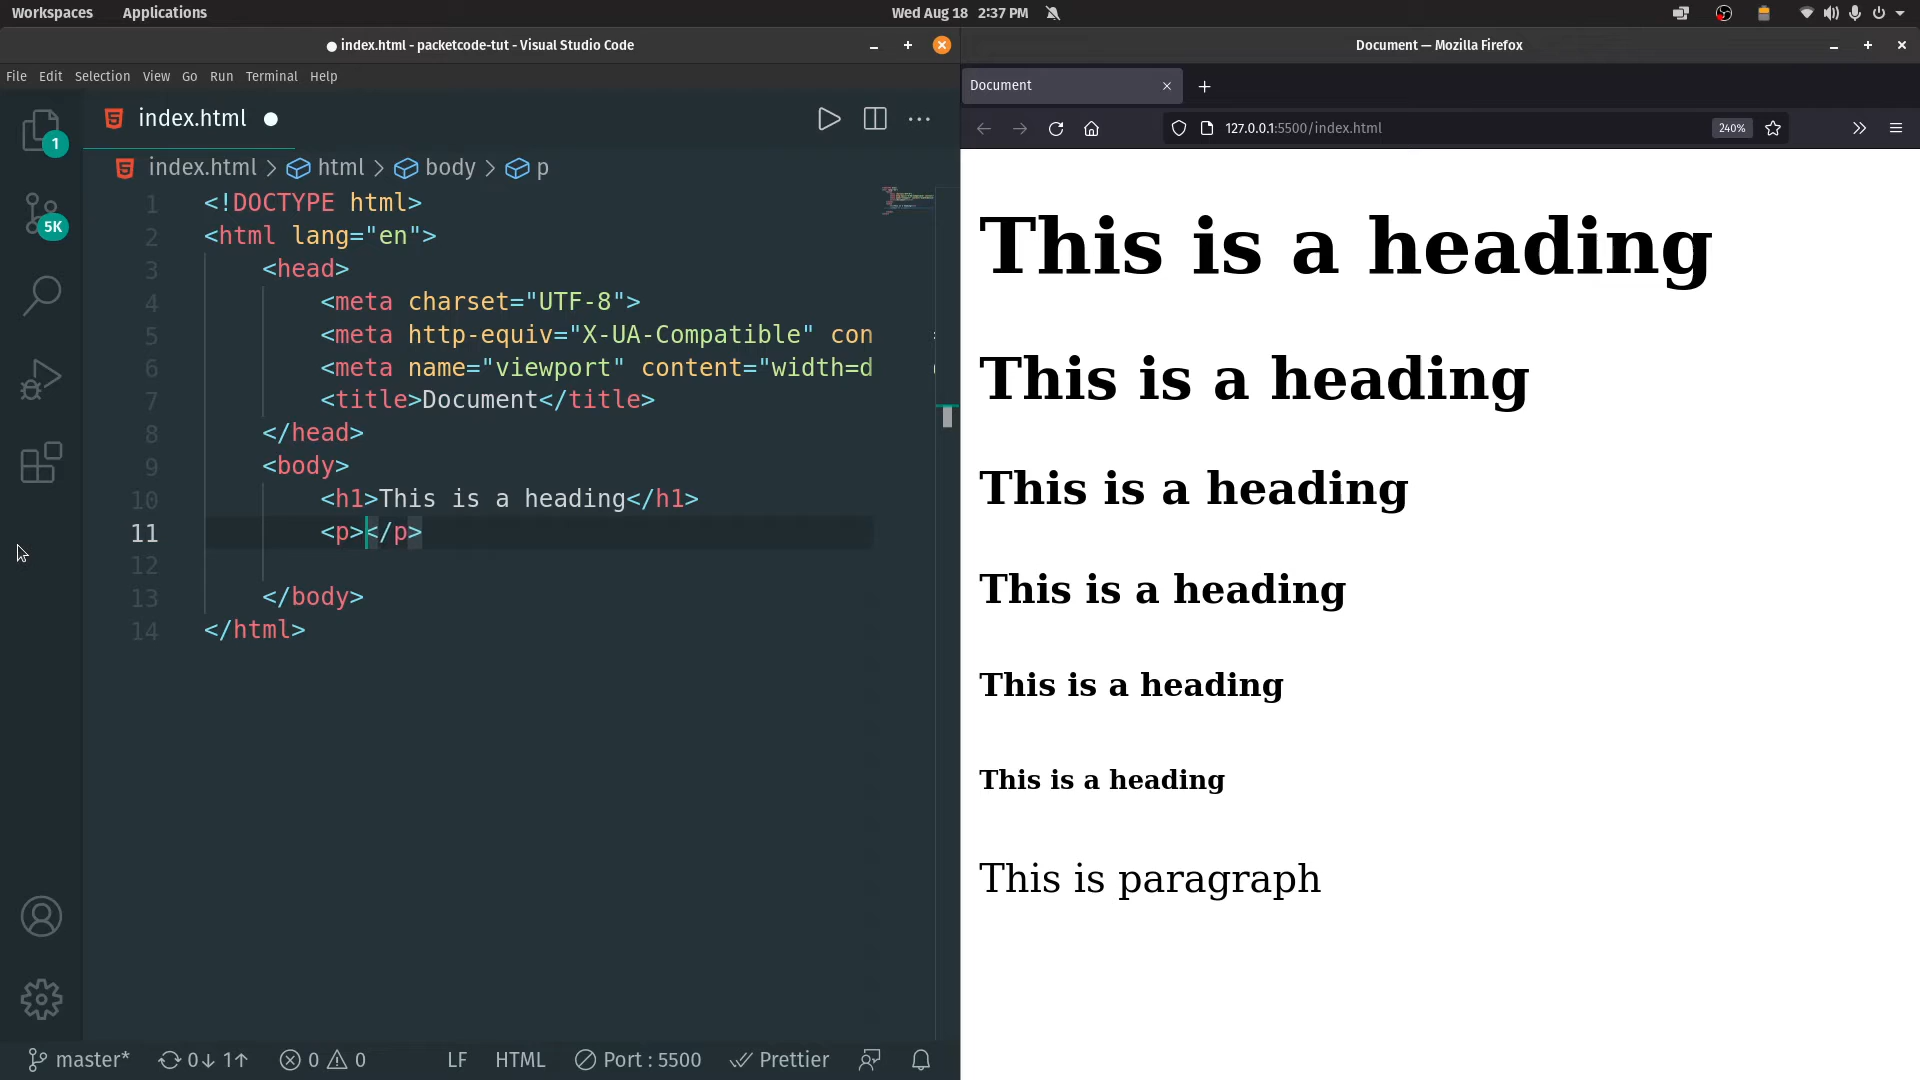 Workspaces Applications Wed Aug 18 2:37 PM
● index.html - packetcode-tut - Visual Studio Code
File Edit Selection View Go Run Terminal Help
index.html
index.html > html > body > p
1 <!DOCTYPE html>
2 <html lang="en">
3 <head>
4 <meta charset="UTF-8">
5 <meta http-equiv="X-UA-Compatible" con
6 <meta name="viewport" content="width=d
7 <title>Document</title>
8 </head>
9 <body>
10 <h1>This is a heading</h1>
11 <p></p>
12
13 </body>
14 </html>
1
5K
master* 0↓ 1↑ 0 0 LF HTML Port : 5500 Prettier
Document — Mozilla Firefox
Document
127.0.0.1:5500/index.html 240%
This is a heading
This is a heading
This is a heading
This is a heading
This is a heading
This is a heading
This is paragraph